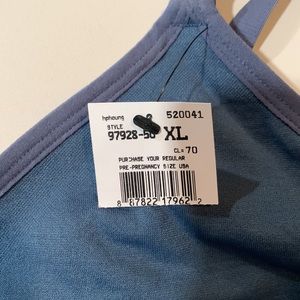 hphoung 520041
STYLE
97928-50 XL
CL= 70
PURCHASE YOUR REGULAR
PRE-PREGNANCY SIZE USA
8 87822 17962 2